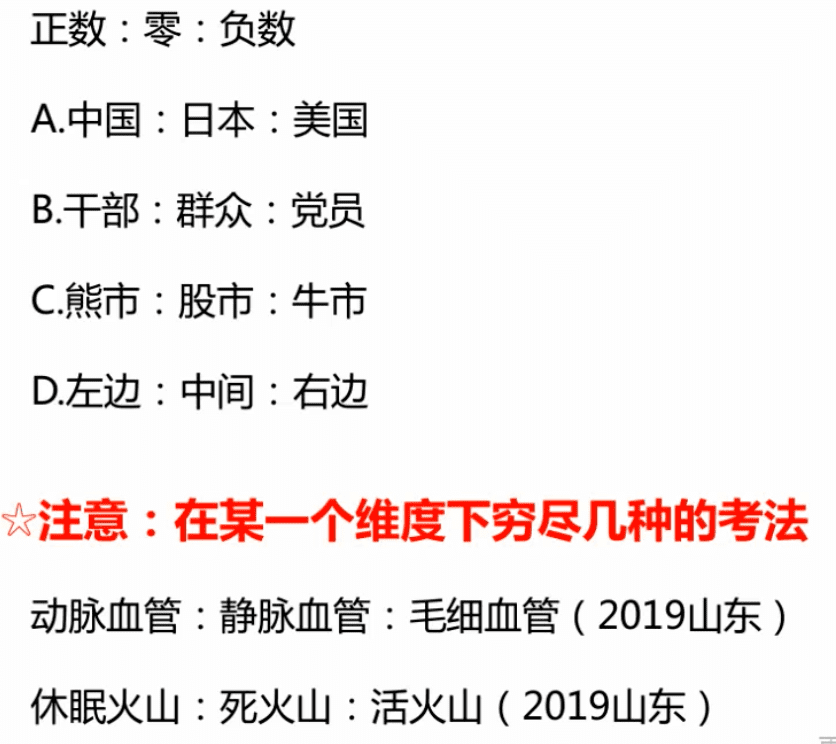 正数：零：负数
A.中国：日本：美国
B.干部：群众：党员
C.熊市：股市：牛市
D.左边：中间：右边
☆注意：在某一个维度下穷尽几种的考法
动脉血管：静脉血管：毛细血管（2019山东）
休眠火山：死火山：活火山（2019山东）